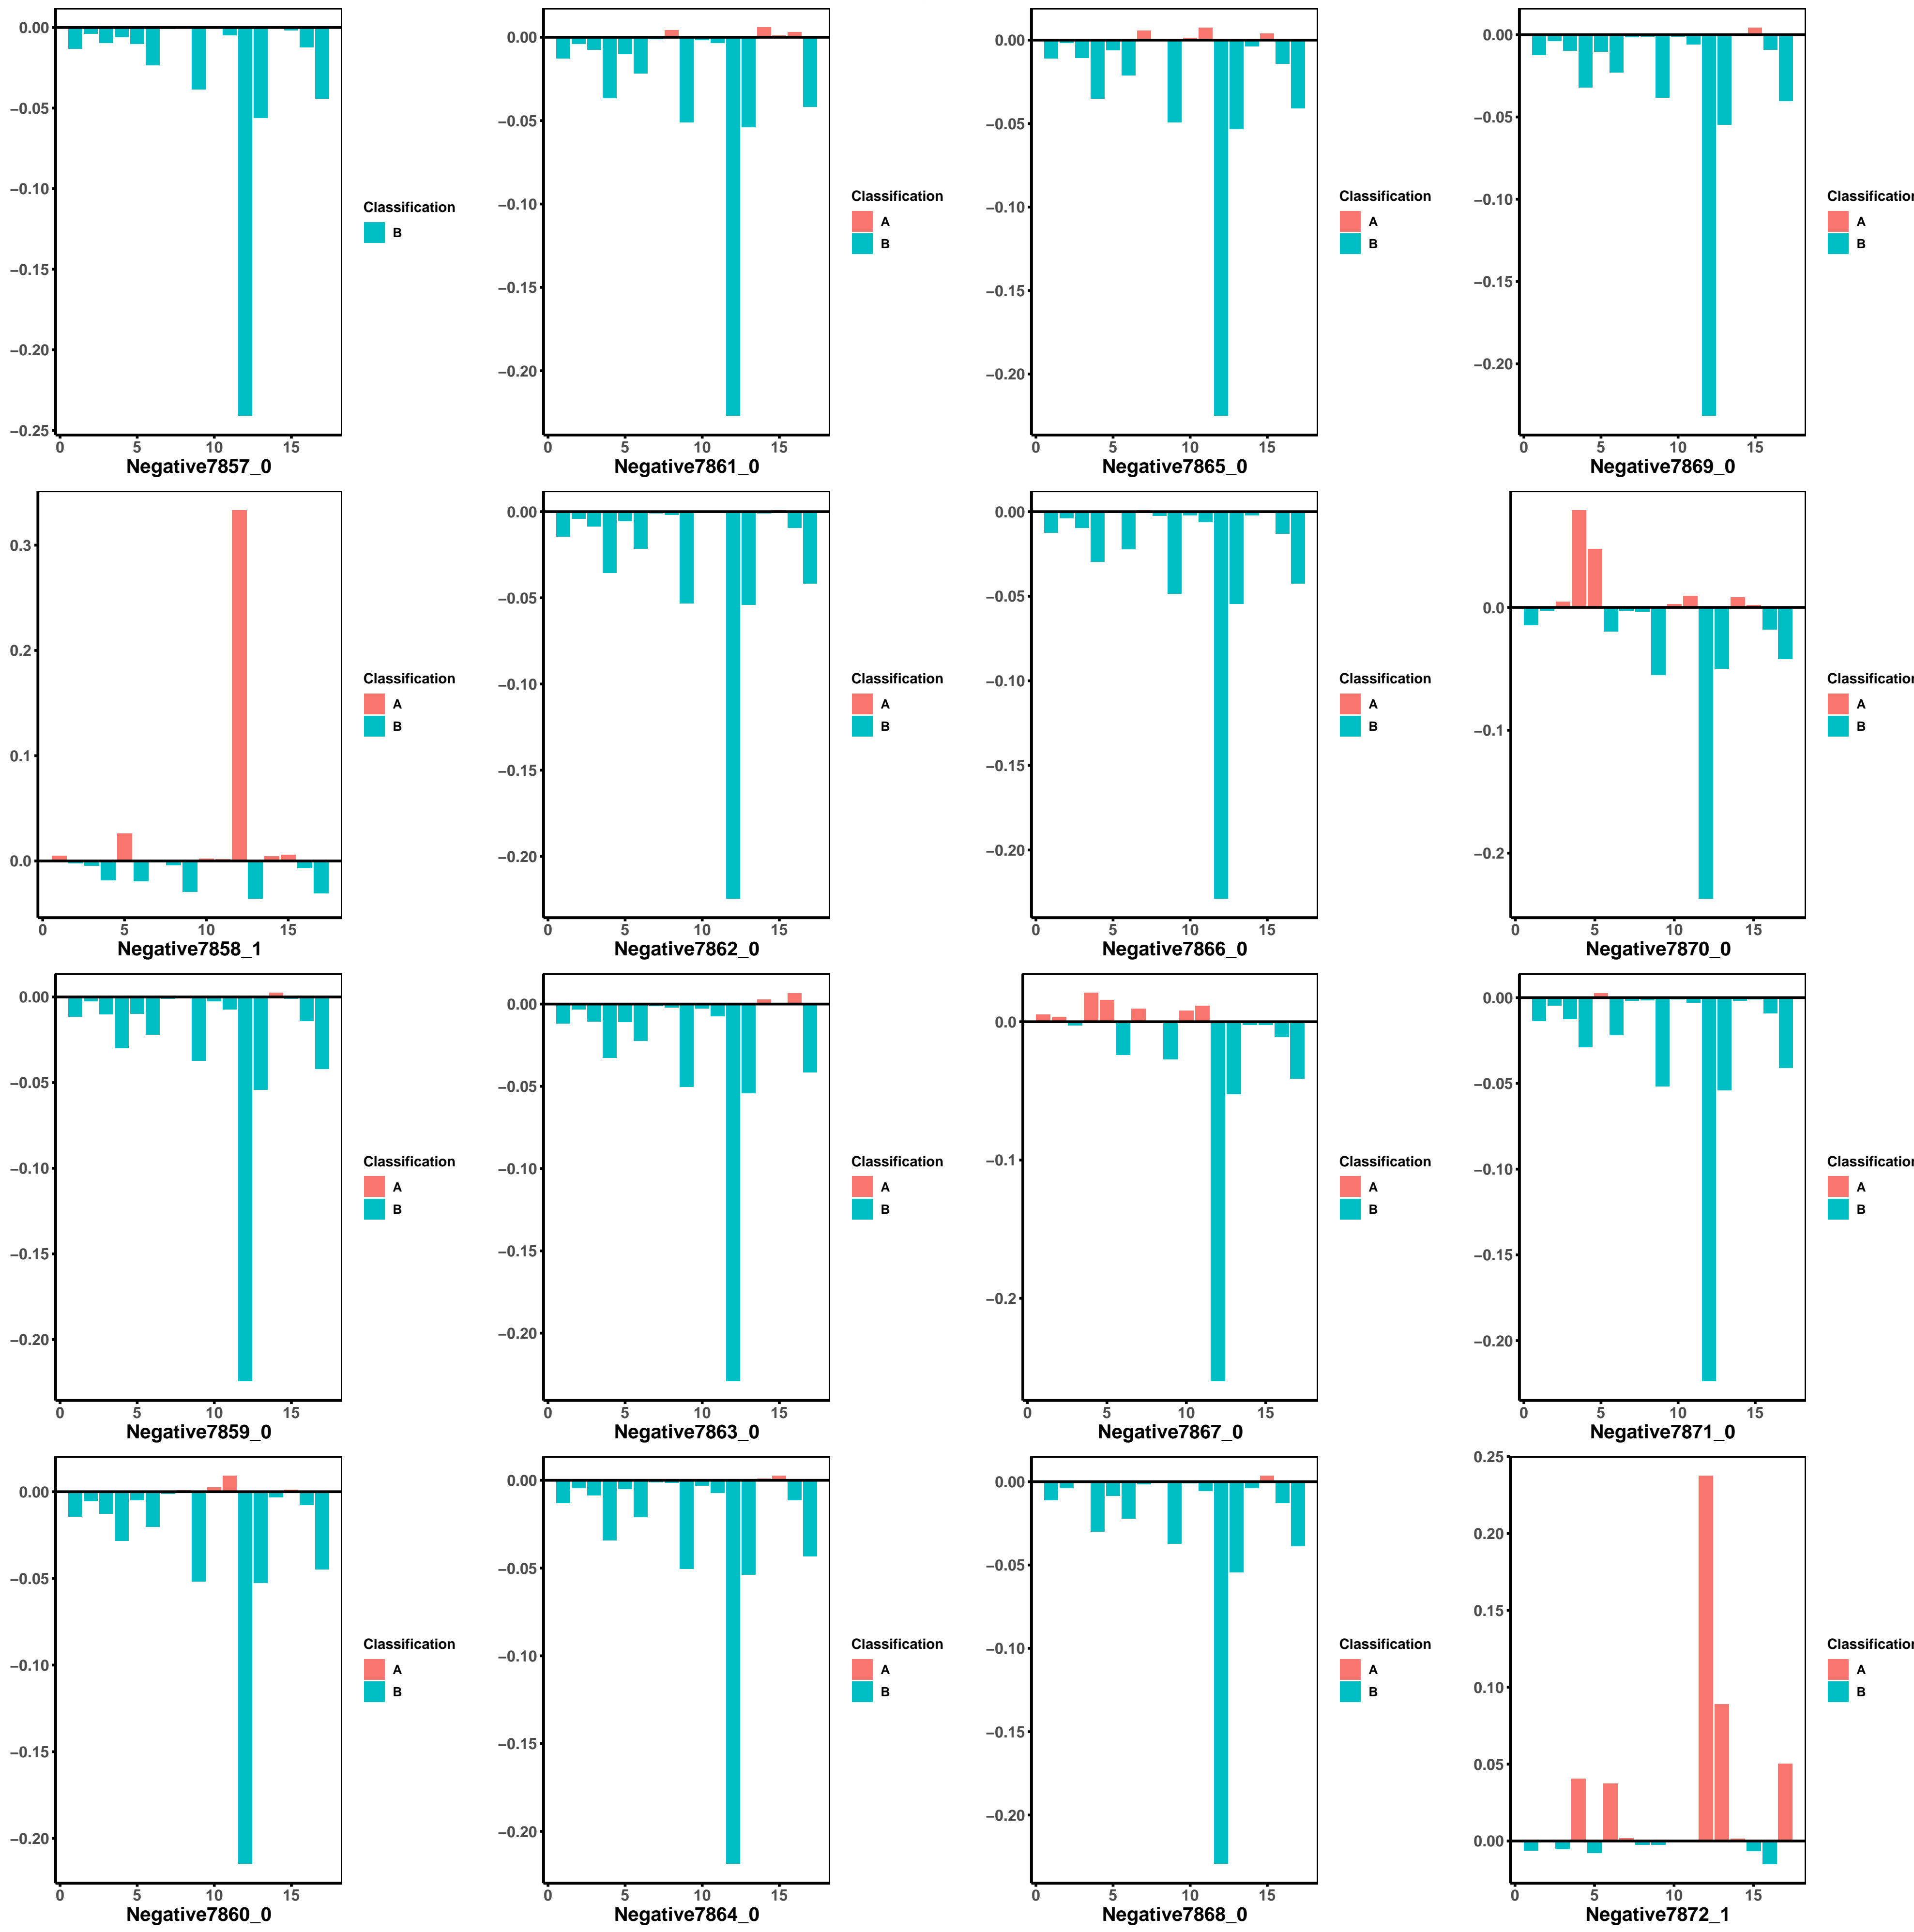 0.00
−0.05
−0.10
−0.15
−0.20
−0.25
0 5 10 15
Negative7857_0
Classification
B
0.00
−0.05
−0.10
−0.15
−0.20
0 5 10 15
Negative7861_0
Classification
A
B
0.00
−0.05
−0.10
−0.15
−0.20
0 5 10 15
Negative7865_0
Classification
A
B
0.00
−0.05
−0.10
−0.15
−0.20
0 5 10 15
Negative7869_0
Classification
A
B
0.3
0.2
0.1
0.0
0 5 10 15
Negative7858_1
Classification
A
B
0.00
−0.05
−0.10
−0.15
−0.20
0 5 10 15
Negative7862_0
Classification
A
B
0.00
−0.05
−0.10
−0.15
−0.20
0 5 10 15
Negative7866_0
Classification
A
B
0.0
−0.1
−0.2
0 5 10 15
Negative7870_0
Classification
A
B
0.00
−0.05
−0.10
−0.15
−0.20
0 5 10 15
Negative7859_0
Classification
A
B
0.00
−0.05
−0.10
−0.15
−0.20
0 5 10 15
Negative7863_0
Classification
A
B
0.0
−0.1
−0.2
0 5 10 15
Negative7867_0
Classification
A
B
0.00
−0.05
−0.10
−0.15
−0.20
0 5 10 15
Negative7871_0
Classification
A
B
0.00
−0.05
−0.10
−0.15
−0.20
0 5 10 15
Negative7860_0
Classification
A
B
0.00
−0.05
−0.10
−0.15
−0.20
0 5 10 15
Negative7864_0
Classification
A
B
0.00
−0.05
−0.10
−0.15
−0.20
0 5 10 15
Negative7868_0
Classification
A
B
0.25
0.20
0.15
0.10
0.05
0.00
0 5 10 15
Negative7872_1
Classification
A
B